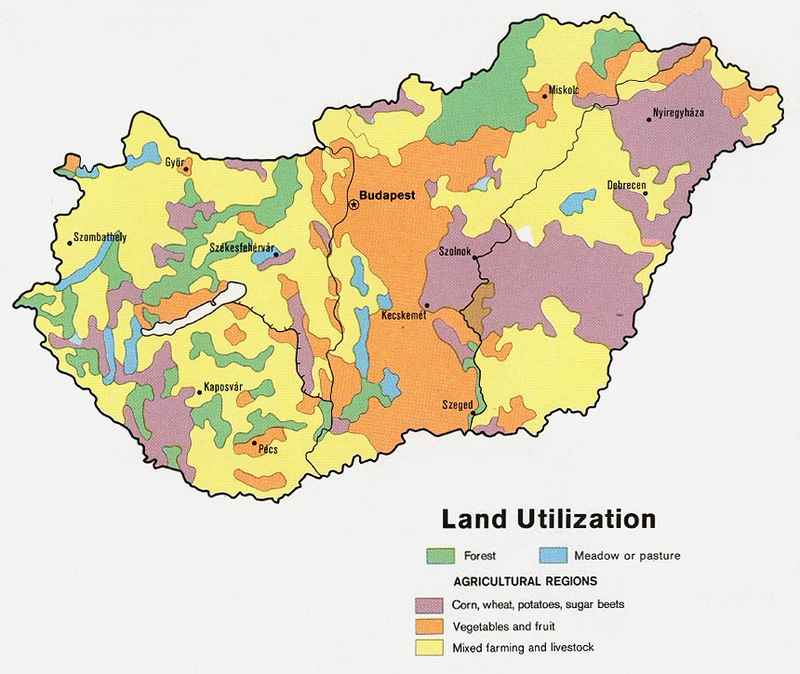 Miskolc
Nyíregyháza
Győr
Debrecen
Budapest
Szombathely
Székesfehérvár
Szolnok
Kecskemét
Kaposvár
Szeged
Pécs
Land Utilization
Forest
Meadow or pasture
AGRICULTURAL REGIONS
Corn, wheat, potatoes, sugar beets
Vegetables and fruit
Mixed farming and livestock